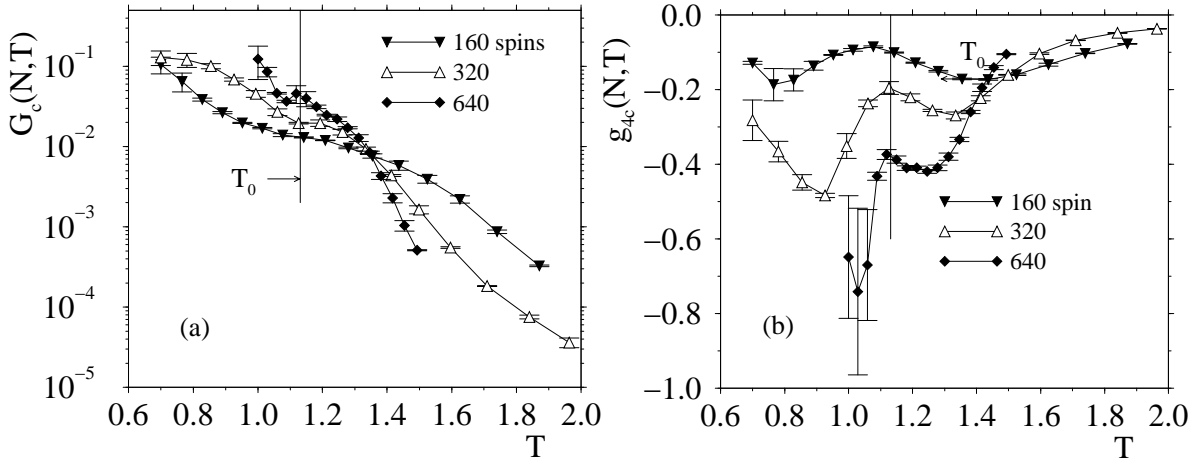 G_c(N,T)
10^−1
10^−2
10^−3
10^−4
10^−5
160 spins
320
640
T_0
(a)
0.6 0.8 1.0 1.2 1.4 1.6 1.8 2.0
T
g_4c(N,T)
0.0
−0.2
−0.4
−0.6
−0.8
−1.0
T_0
160 spin
320
640
(b)
0.6 0.8 1.0 1.2 1.4 1.6 1.8 2.0
T